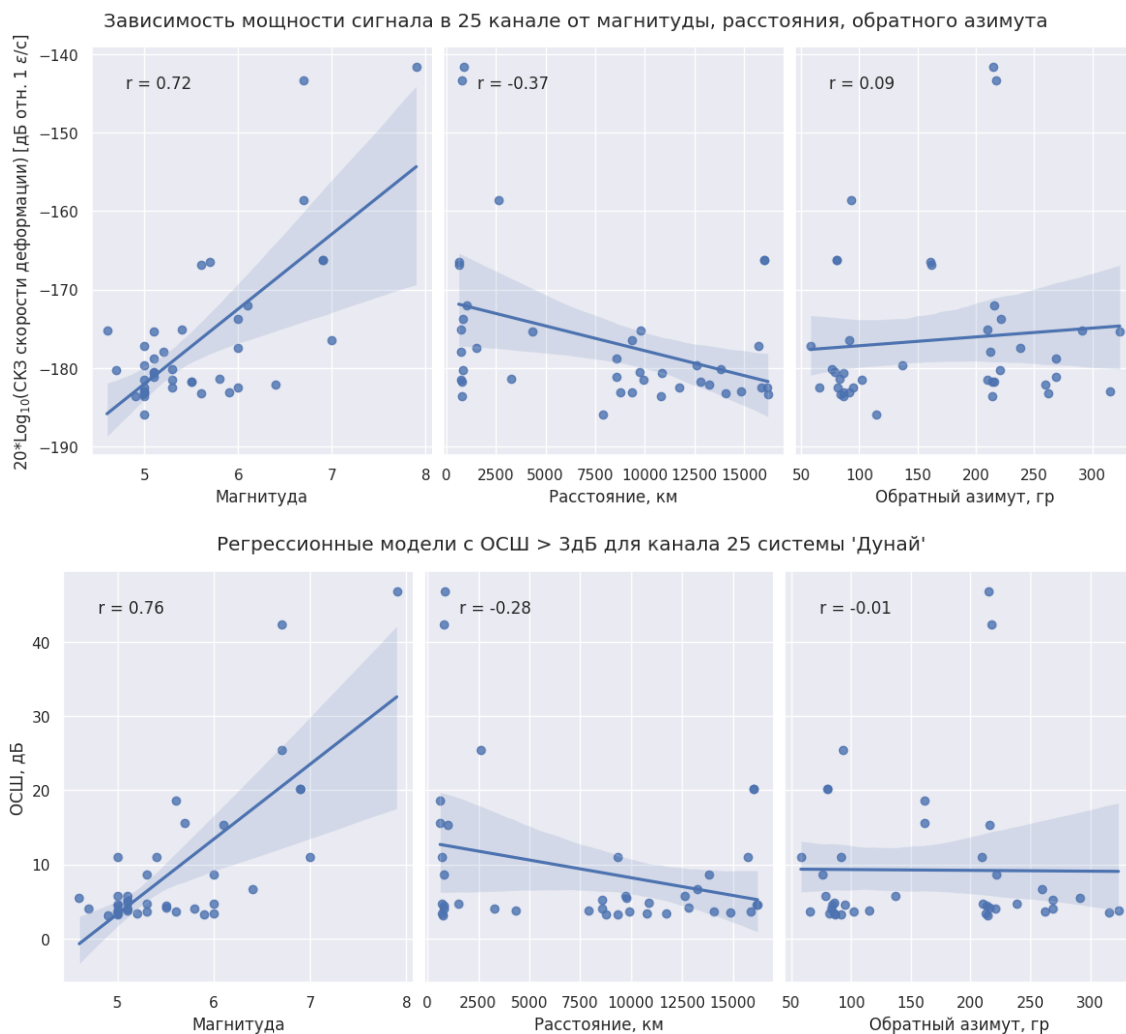 Зависимость мощности сигнала в 25 канале от магнитуды, расстояния, обратного азимута
20*Log₁₀(СКЗ скорости деформации) [дБ отн. 1 ε/с]
−140
−150
−160
−170
−180
−190
r = 0.72
r = -0.37
r = 0.09
5 6 7 8
0 2500 5000 7500 10000 12500 15000
50 100 150 200 250 300
Магнитуда
Расстояние, км
Обратный азимут, гр
Регрессионные модели с ОСШ > 3дБ для канала 25 системы 'Дунай'
ОСШ, дБ
40
30
20
10
0
r = 0.76
r = -0.28
r = -0.01
5 6 7 8
0 2500 5000 7500 10000 12500 15000
50 100 150 200 250 300
Магнитуда
Расстояние, км
Обратный азимут, гр